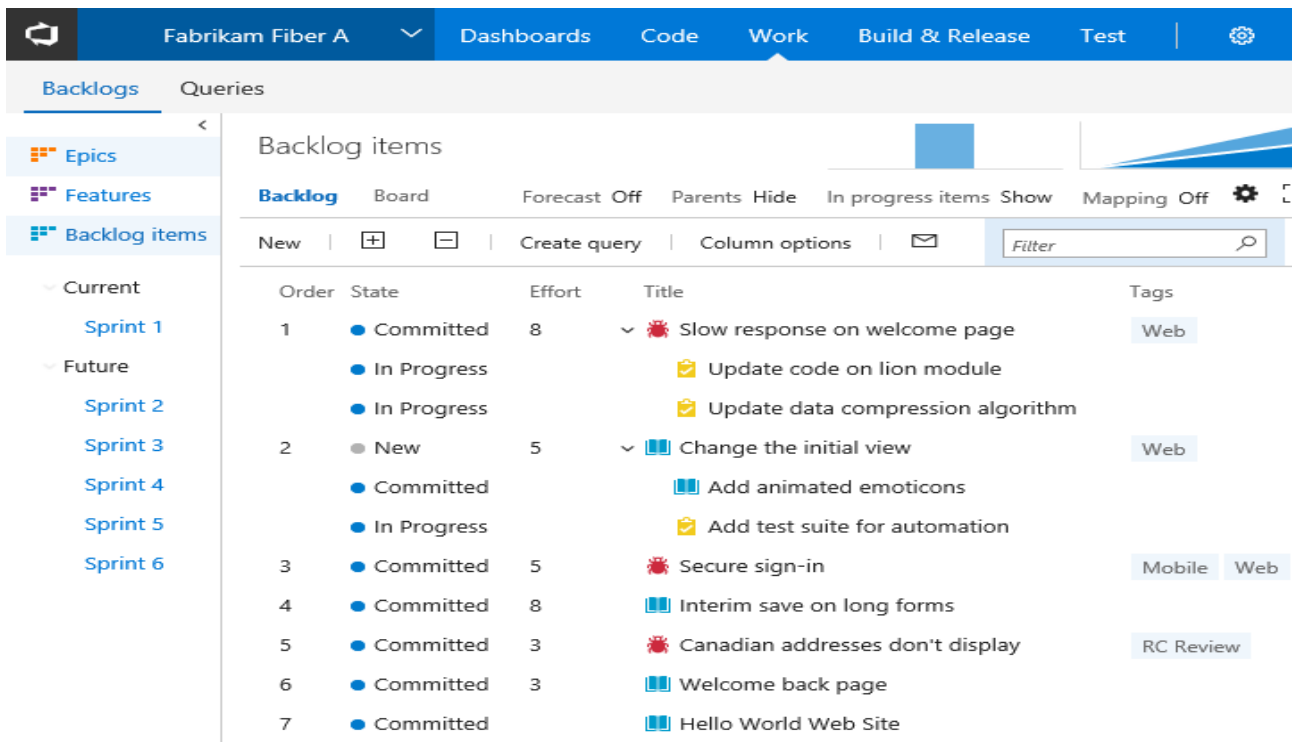 Fabrikam Fiber A Dashboards Code Work Build & Release Test
Backlogs Queries
Epics
Features
Backlog items
Current
Sprint 1
Future
Sprint 2
Sprint 3
Sprint 4
Sprint 5
Sprint 6
Backlog items
Backlog Board Forecast Off Parents Hide In progress items Show Mapping Off
New Create query Column options Filter
Order State Effort Title Tags
1 Committed 8 Slow response on welcome page Web
In Progress Update code on lion module
In Progress Update data compression algorithm
2 New 5 Change the initial view Web
Committed Add animated emoticons
In Progress Add test suite for automation
3 Committed 5 Secure sign-in Mobile Web
4 Committed 8 Interim save on long forms
5 Committed 3 Canadian addresses don't display RC Review
6 Committed 3 Welcome back page
7 Committed Hello World Web Site